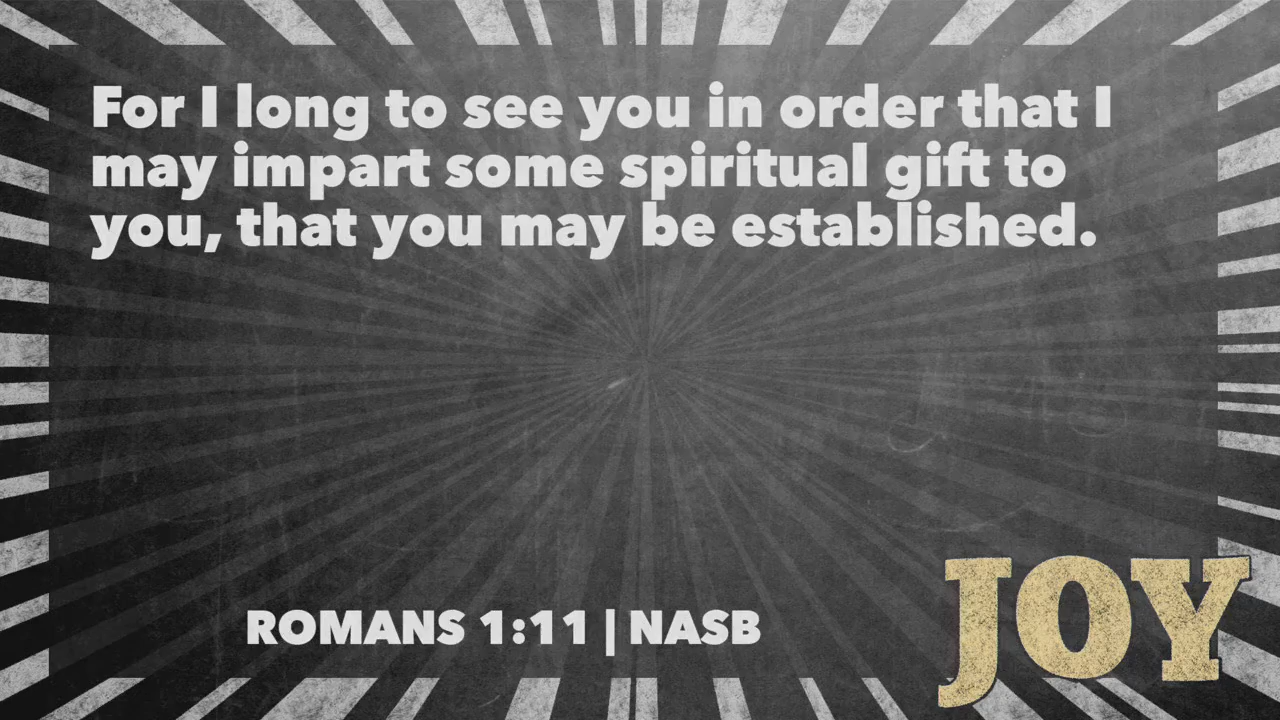 For I long to see you in order that I
may impart some spiritual gift to
you, that you may be established.
ROMANS 1:11 | NASB
JOY